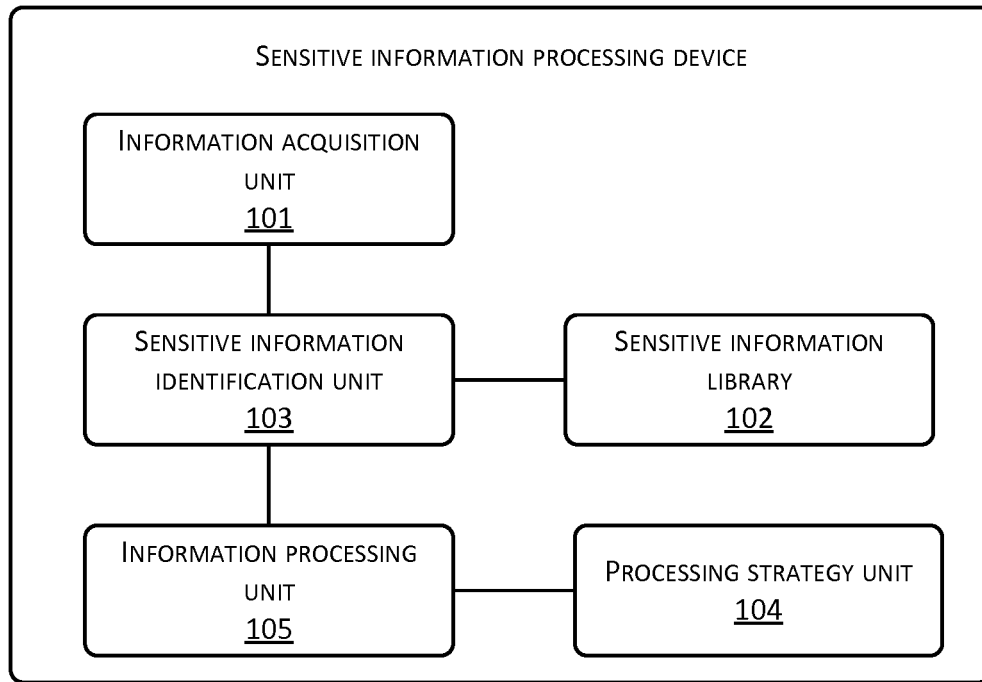 SENSITIVE INFORMATION PROCESSING DEVICE
INFORMATION ACQUISITION
UNIT
101
SENSITIVE INFORMATION
IDENTIFICATION UNIT
103
SENSITIVE INFORMATION
LIBRARY
102
INFORMATION PROCESSING
UNIT
105
PROCESSING STRATEGY UNIT
104